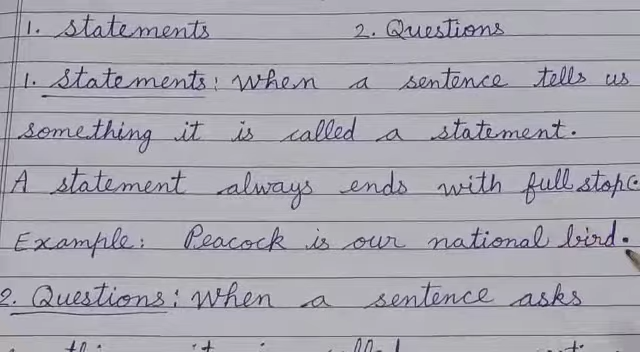 1. Statements 2. Questions
1. Statements: When a sentence tells us
something it is called a statement.
A statement always ends with full stop(.
Example: Peacock is our national bird.
2. Questions: When a sentence asks